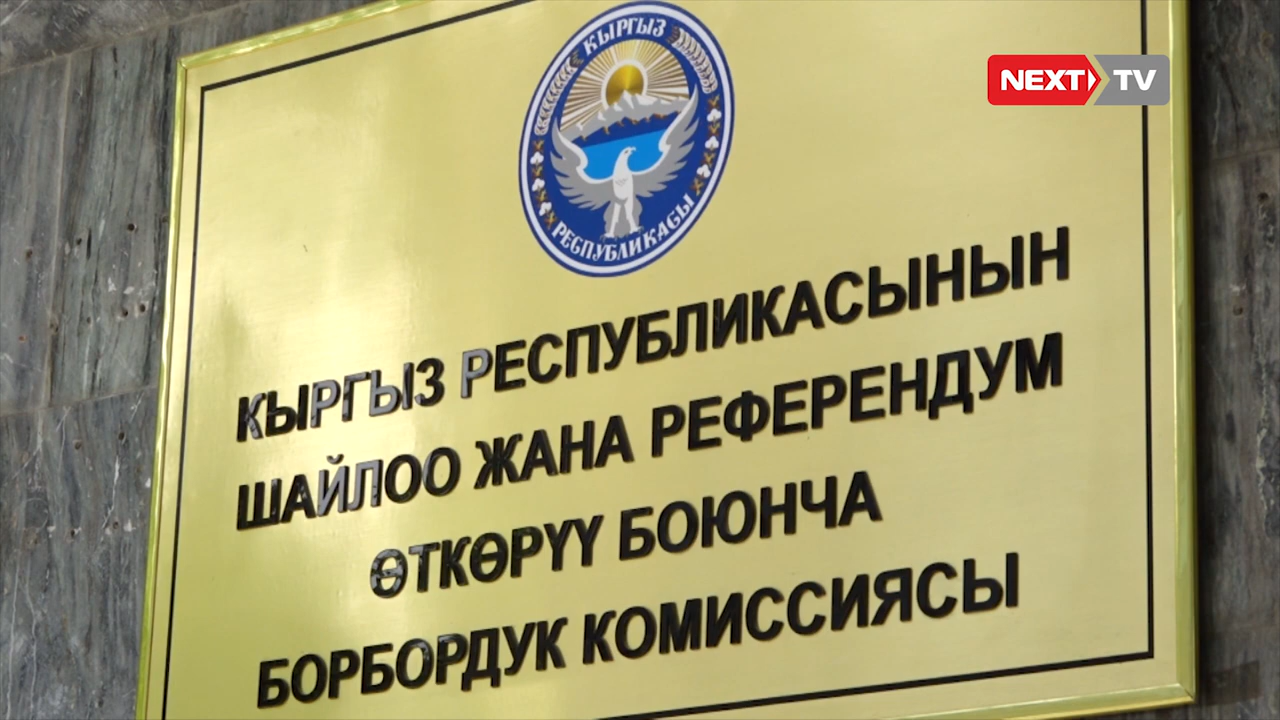 NEXT TV
КЫРГЫЗ
РЕСПУБЛИКАСЫ
КЫРГЫЗ РЕСПУБЛИКАСЫНЫН
ШАЙЛОО ЖАНА РЕФЕРЕНДУМ
ӨТКӨРҮҮ БОЮНЧА
БОРБОРДУК КОМИССИЯСЫ